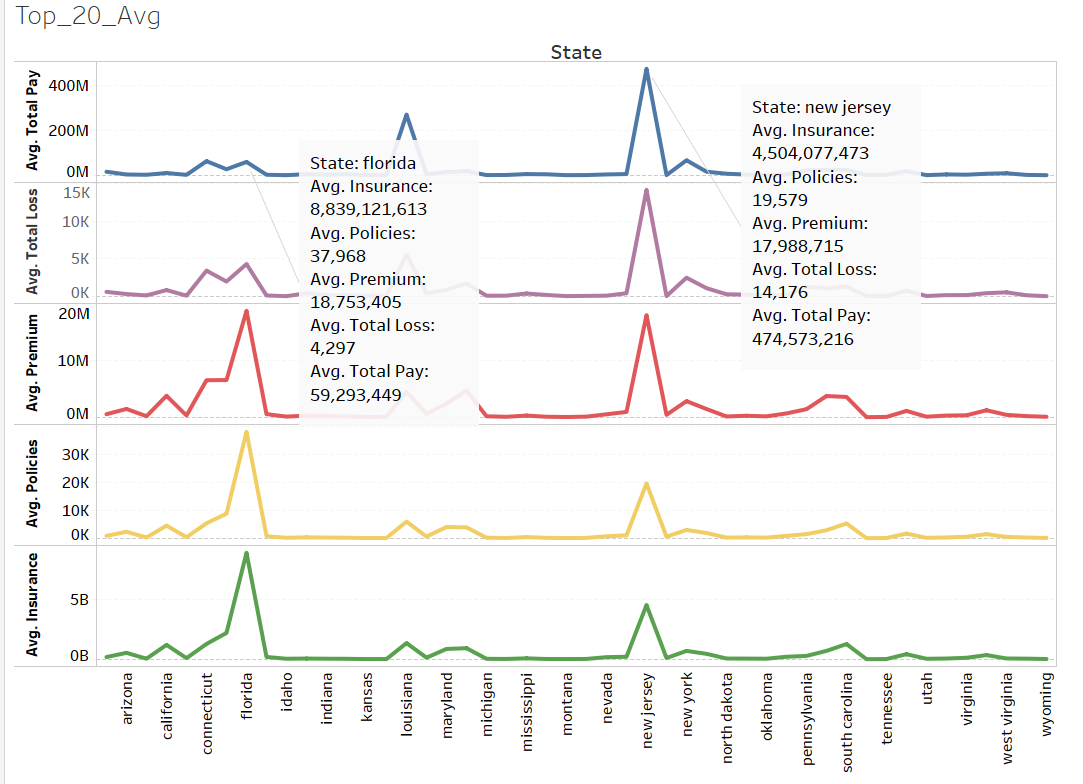 Top_20_Avg
State
Avg. Total Pay
400M
200M
0M
Avg. Total Loss
15K
10K
5K
0K
Avg. Premium
20M
10M
0M
Avg. Policies
30K
20K
10K
0K
Avg. Insurance
5B
0B
State: florida
Avg. Insurance:
8,839,121,613
Avg. Policies:
37,968
Avg. Premium:
18,753,405
Avg. Total Loss:
4,297
Avg. Total Pay:
59,293,449
State: new jersey
Avg. Insurance:
4,504,077,473
Avg. Policies:
19,579
Avg. Premium:
17,988,715
Avg. Total Loss:
14,176
Avg. Total Pay:
474,573,216
arizona
california
connecticut
florida
idaho
indiana
kansas
louisiana
maryland
michigan
mississippi
montana
nevada
new jersey
new york
north dakota
oklahoma
pennsylvania
south carolina
tennessee
utah
virginia
west virginia
wyoming